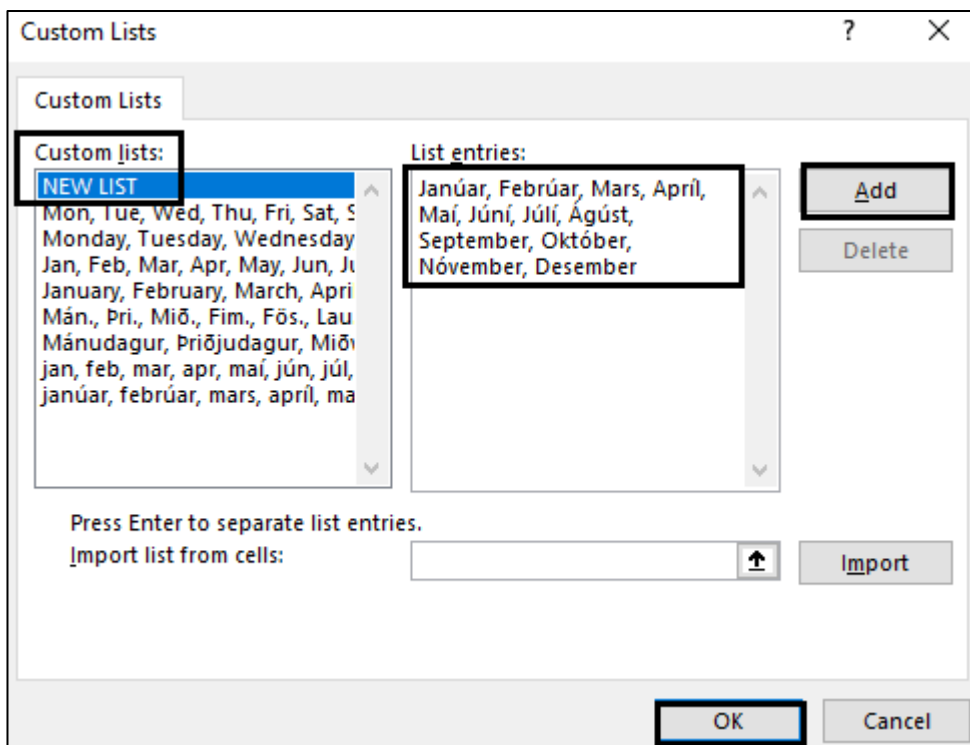 Custom Lists
?
Custom Lists
Custom lists:
NEW LIST
Mon, Tue, Wed, Thu, Fri, Sat, S
Monday, Tuesday, Wednesday
Jan, Feb, Mar, Apr, May, Jun, Ju
January, February, March, Apri
Mán., Þri., Mið., Fim., Fös., Lau
Mánudagur, Þriðjudagur, Miðv
jan, feb, mar, apr, maí, jún, júl,
janúar, febrúar, mars, apríl, ma
List entries:
Janúar, Febrúar, Mars, Apríl,
Maí, Júní, Júlí, Ágúst,
September, Október,
Nóvember, Desember
Add
Delete
Press Enter to separate list entries.
Import list from cells:
Import
OK
Cancel